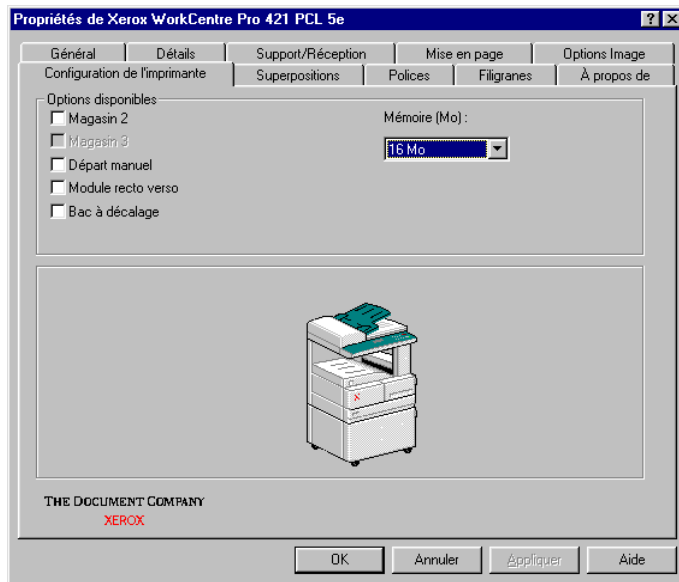 Propriétés de Xerox WorkCentre Pro 421 PCL 5e
Général Détails Support/Réception Mise en page Options Image
Configuration de l'imprimante Superpositions Polices Filigranes À propos de
Options disponibles
Magasin 2
Magasin 3
Départ manuel
Module recto verso
Bac à décalage
Mémoire (Mo) :
16 Mo
THE DOCUMENT COMPANY
XEROX
OK Annuler Appliquer Aide